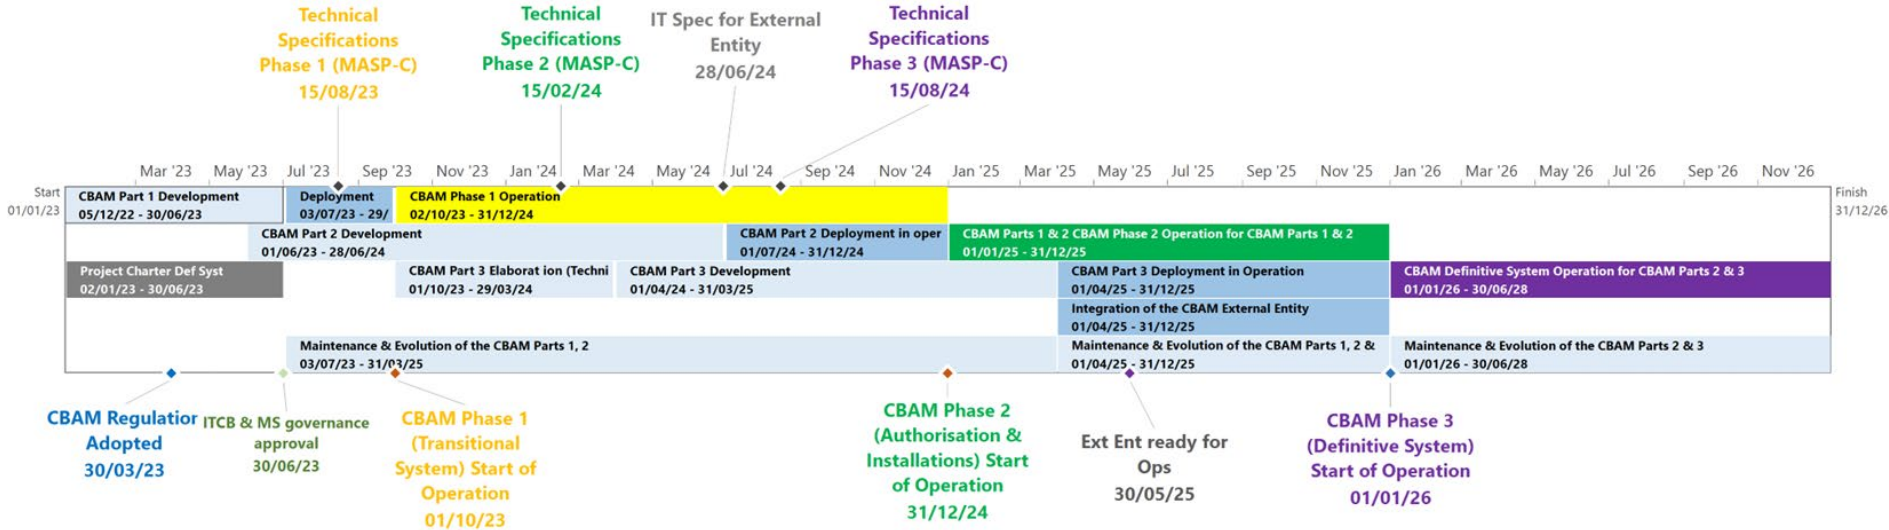 Technical
Specifications
Phase 1 (MASP-C)
15/08/23
Technical
Specifications
Phase 2 (MASP-C)
15/02/24
IT Spec for External
Entity
28/06/24
Technical
Specifications
Phase 3 (MASP-C)
15/08/24
Mar '23 May '23 Jul '23 Sep '23 Nov '23 Jan '24 Mar '24 May '24 Jul '24 Sep '24 Nov '24 Jan '25 Mar '25 May '25 Jul '25 Sep '25 Nov '25 Jan '26 Mar '26 May '26 Jul '26 Sep '26 Nov '26
Start
01/01/23
CBAM Part 1 Development
05/12/22 - 30/06/23
Deployment
03/07/23 - 29/
CBAM Phase 1 Operation
02/10/23 - 31/12/24
Finish
31/12/26
CBAM Part 2 Development
01/06/23 - 28/06/24
CBAM Part 2 Deployment in oper
01/07/24 - 31/12/24
CBAM Parts 1 & 2 CBAM Phase 2 Operation for CBAM Parts 1 & 2
01/01/25 - 31/12/25
Project Charter Def Syst
02/01/23 - 30/06/23
CBAM Part 3 Elaborat ion (Techni
01/10/23 - 29/03/24
CBAM Part 3 Development
01/04/24 - 31/03/25
CBAM Part 3 Deployment in Operation
01/04/25 - 31/12/25
CBAM Definitive System Operation for CBAM Parts 2 & 3
01/01/26 - 30/06/28
Integration of the CBAM External Entity
01/04/25 - 31/12/25
Maintenance & Evolution of the CBAM Parts 1, 2
03/07/23 - 31/03/25
Maintenance & Evolution of the CBAM Parts 1, 2 &
01/04/25 - 31/12/25
Maintenance & Evolution of the CBAM Parts 2 & 3
01/01/26 - 30/06/28
CBAM Regulation
Adopted
30/03/23
ITCB & MS governance
approval
30/06/23
CBAM Phase 1
(Transitional
System) Start of
Operation
01/10/23
CBAM Phase 2
(Authorisation &
Installations) Start
of Operation
31/12/24
Ext Ent ready for
Ops
30/05/25
CBAM Phase 3
(Definitive System)
Start of Operation
01/01/26